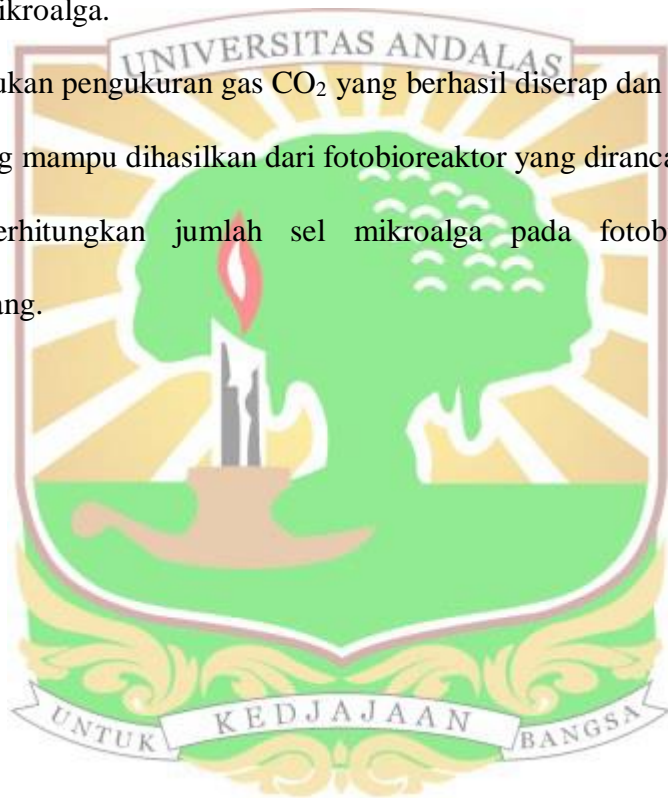 ikroalga.
UNIVERSITAS ANDALAS
ukan pengukuran gas CO₂ yang berhasil diserap dan
g mampu dihasilkan dari fotobioreaktor yang diranca
erhitungkan jumlah sel mikroalga pada fotob
ang.
UNTUK KEDJAJAAN BANGSA